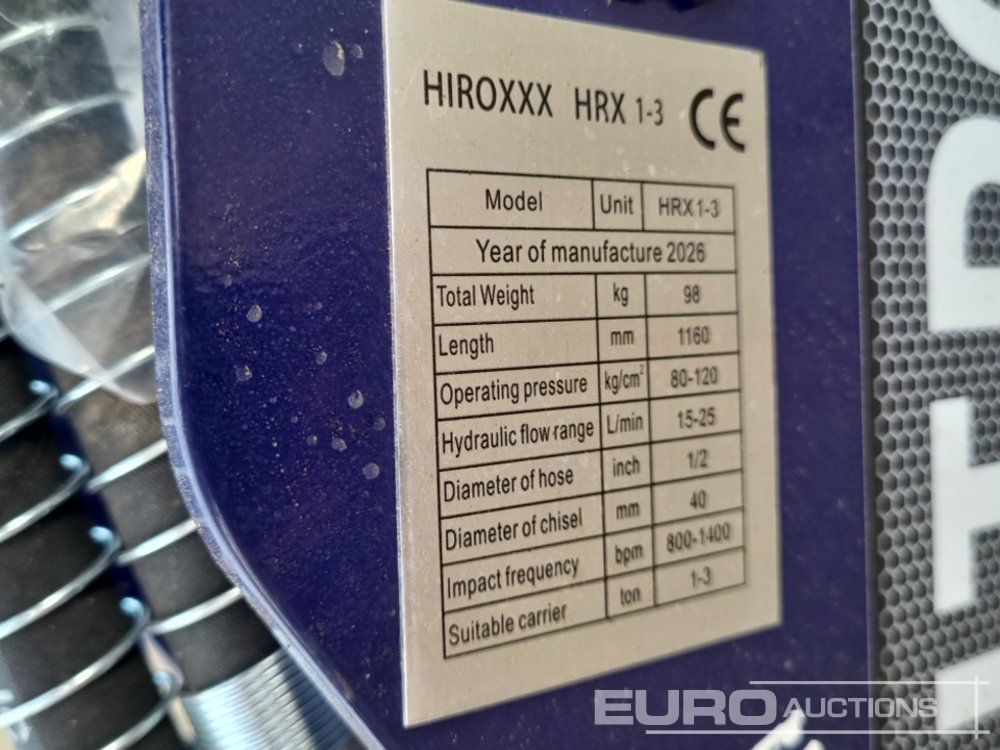 HIROXXX HRX 1-3 CE
Model Unit HRX1-3
Year of manufacture 2026
Total Weight kg 98
Length mm 1160
Operating pressure kg/cm² 80-120
Hydraulic flow range L/min 15-25
Diameter of hose inch 1/2
Diameter of chisel mm 40
Impact frequency bpm 800-1400
Suitable carrier ton 1-3
EURO AUCTIONS